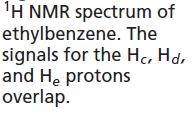 ¹H NMR spectrum of
ethylbenzene. The
signals for the Hc, Hd,
and He protons
overlap.